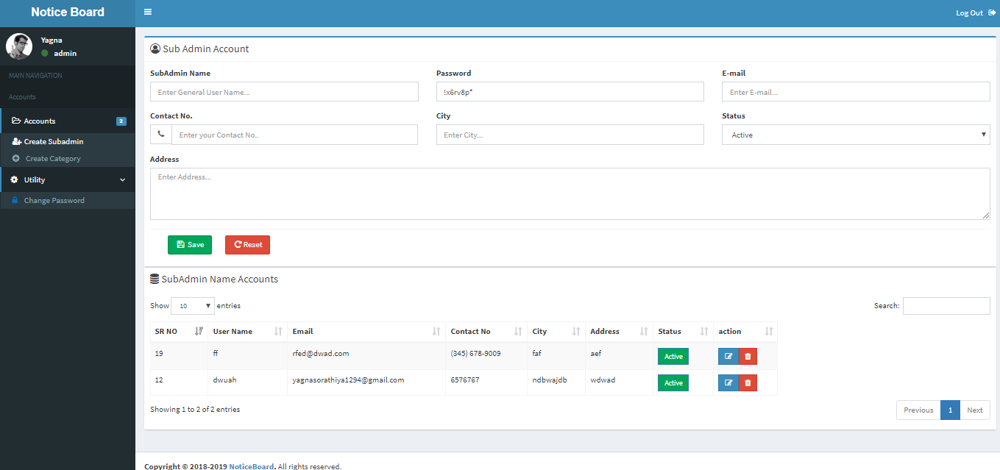 Notice Board
Log Out
Yagna
admin
MAIN NAVIGATION
Accounts
Accounts 2
Create Subadmin
Create Category
Utility
Change Password
Sub Admin Account
SubAdmin Name Password E-mail
Enter General User Name... !x6rv8p* Enter E-mail...
Contact No. City Status
Enter your Contact No.. Enter City... Active
Address
Enter Address...
Save Reset
SubAdmin Name Accounts
Show 10 entries Search:
SR NO User Name Email Contact No City Address Status action
19 ff rfed@dwad.com (345) 678-9009 faf aef Active
12 dwuah yagnasorathiya1294@gmail.com 6576767 ndbwajdb wdwad Active
Showing 1 to 2 of 2 entries Previous 1 Next
Copyright © 2018-2019 NoticeBoard. All rights reserved.